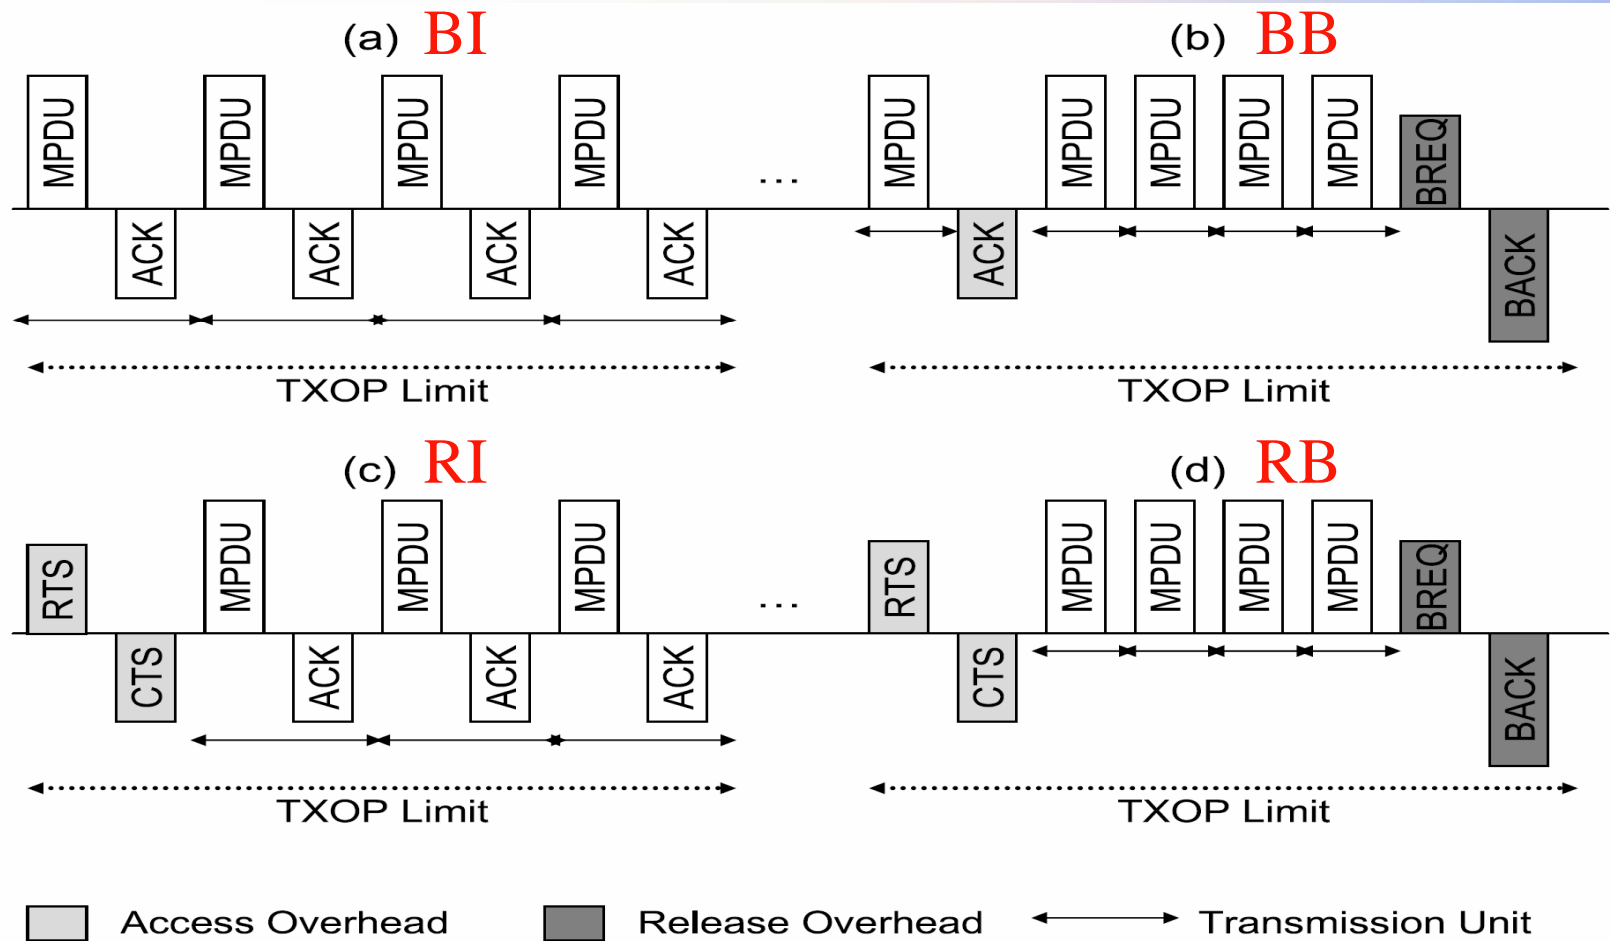 (a) BI
(b) BB
MPDU
MPDU
MPDU
MPDU
...
MPDU
MPDU
MPDU
MPDU
MPDU
BREQ
ACK
ACK
ACK
ACK
ACK
BACK
TXOP Limit
TXOP Limit
(c) RI
(d) RB
RTS
MPDU
MPDU
MPDU
...
RTS
MPDU
MPDU
MPDU
MPDU
BREQ
CTS
ACK
ACK
ACK
CTS
BACK
TXOP Limit
TXOP Limit
Access Overhead
Release Overhead
Transmission Unit